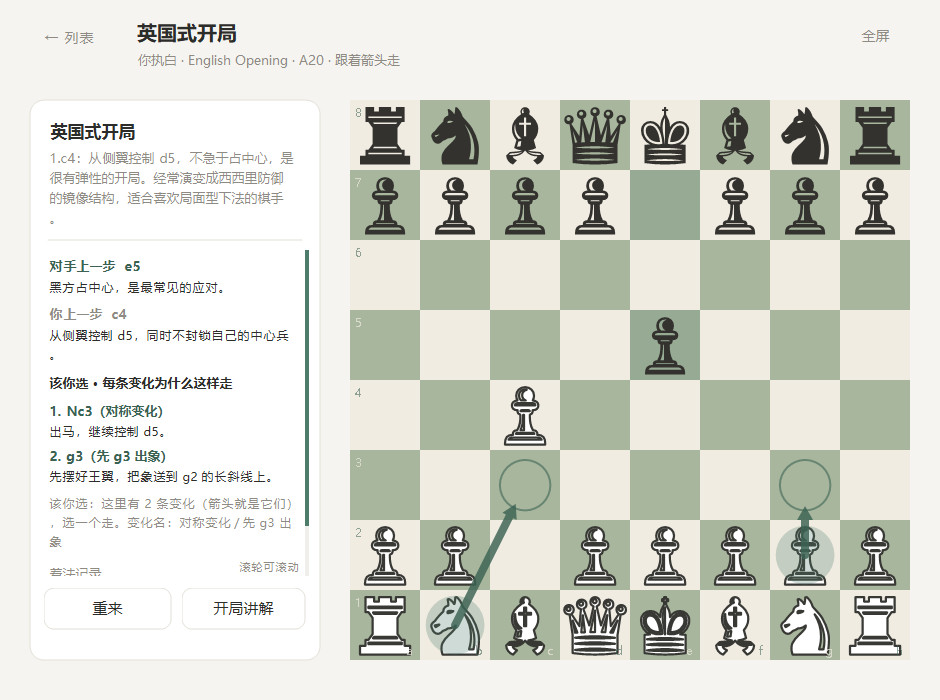 ← 列表
英国式开局
你执白 · English Opening · A20 · 跟着箭头走
全屏
英国式开局
1.c4：从侧翼控制 d5，不急于占中心，是
很有弹性的开局。经常演变成西西里防御
的镜像结构，适合喜欢局面型下法的棋手
。
对手上一步 e5
黑方占中心，是最常见的应对。
你上一步 c4
从侧翼控制 d5，同时不封锁自己的中心兵
。
该你选 · 每条变化为什么这样走
1. Nc3（对称变化）
出马，继续控制 d5。
2. g3（先 g3 出象）
先摆好王翼，把象送到 g2 的长斜线上。
该你选：这里有 2 条变化（箭头就是它们）
，选一个走。变化名：对称变化 / 先 g3 出
象
着法记录
滚轮可滚动
重来
开局讲解
8
7
6
5
4
3
2
1
b
c
d
e
f
g